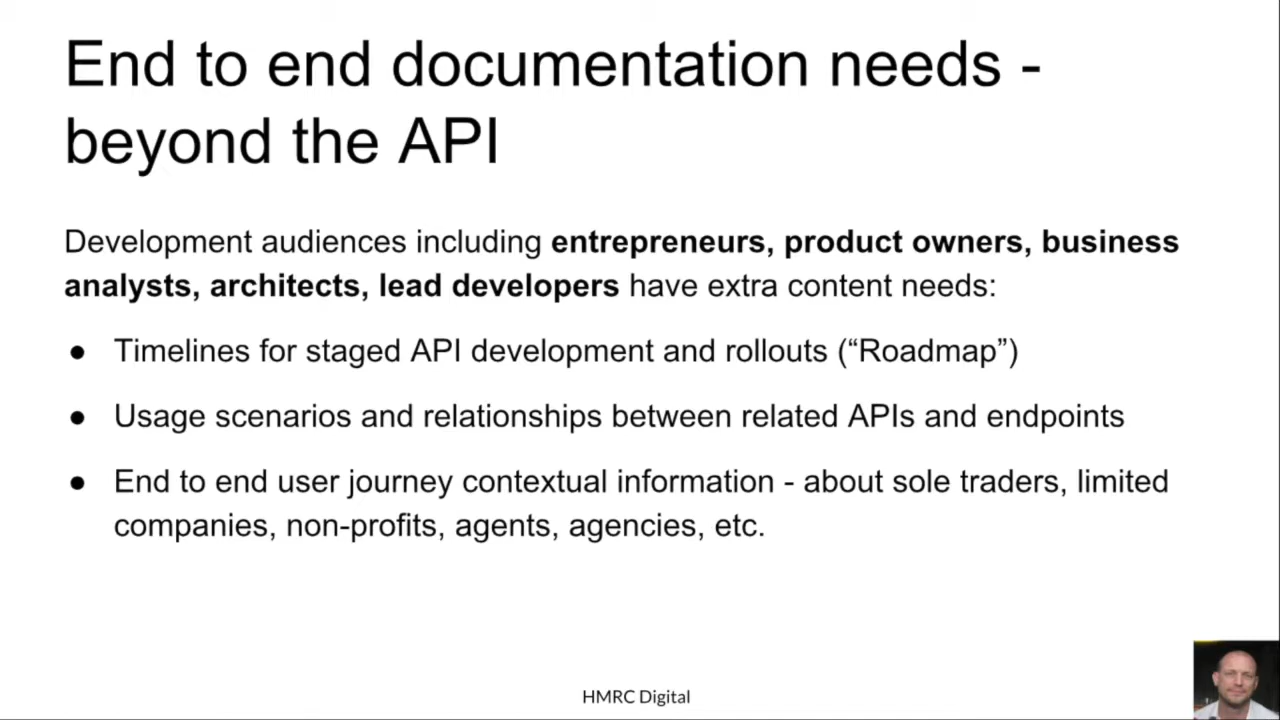 End to end documentation needs -
beyond the API
Development audiences including entrepreneurs, product owners, business
analysts, architects, lead developers have extra content needs:
● Timelines for staged API development and rollouts (“Roadmap”)
● Usage scenarios and relationships between related APIs and endpoints
● End to end user journey contextual information - about sole traders, limited
companies, non-profits, agents, agencies, etc.
HMRC Digital